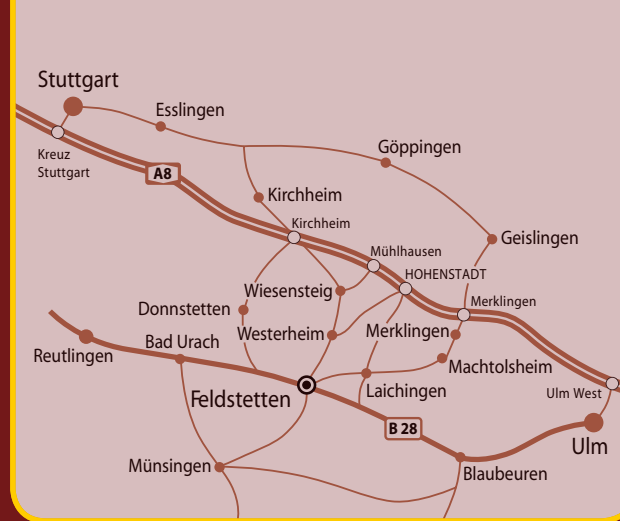 Stuttgart
Esslingen
Göppingen
Kreuz
Stuttgart
A8
Kirchheim
Kirchheim
Geislingen
Mühlhausen
HOHENSTADT
Wiesensteig
Merklingen
Donnstetten
Westerheim
Merklingen
Bad Urach
Reutlingen
Machtolsheim
Laichingen
Ulm West
Feldstetten
B 28
Ulm
Münsingen
Blaubeuren